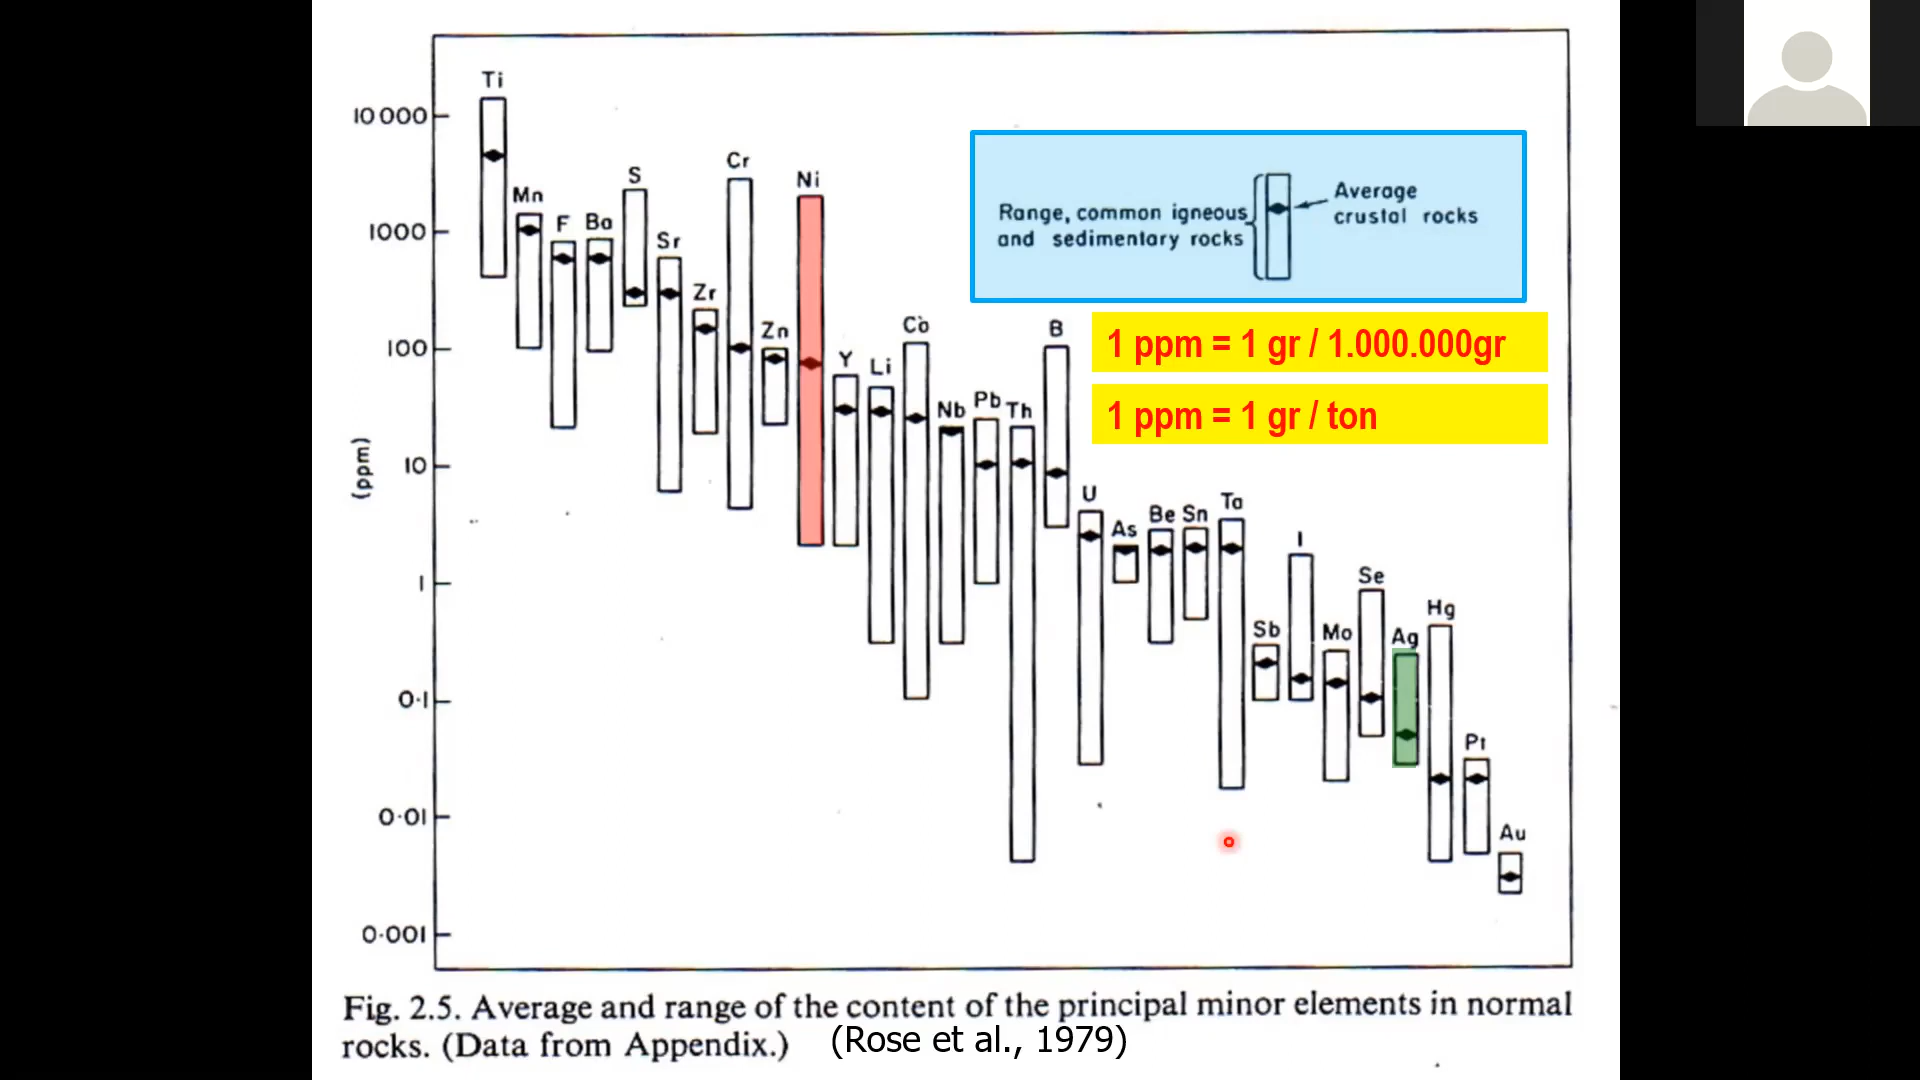 Ti
10 000
Cr
S
Ni
Mn
F
Ba
1000
Sr
Average
crustal rocks
Range, common igneous
and sedimentary rocks
Zr
Zn
Co
B
1 ppm = 1 gr / 1.000.000gr
100
Y
Li
Nb
Pb
Th
1 ppm = 1 gr / ton
(ppm)
10
U
As
Be
Sn
Ta
I
1
Se
Hg
Sb
Mo
Ag
0·1
Pt
0·01
Au
0·001
Fig. 2.5. Average and range of the content of the principal minor elements in normal
rocks. (Data from Appendix.)
(Rose et al., 1979)